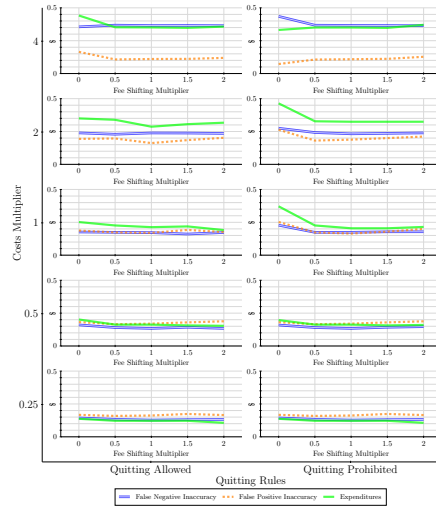 0.5 0.5
4 $ $
0 0
0 0.5 1 1.5 2 0 0.5 1 1.5 2
Fee Shifting Multiplier Fee Shifting Multiplier
0.5 0.5
2 $ $
0 0
0 0.5 1 1.5 2 0 0.5 1 1.5 2
Fee Shifting Multiplier Fee Shifting Multiplier
Costs Multiplier
0.5 0.5
1 $ $
0 0
0 0.5 1 1.5 2 0 0.5 1 1.5 2
Fee Shifting Multiplier Fee Shifting Multiplier
0.5 0.5
0.5 $ $
0 0
0 0.5 1 1.5 2 0 0.5 1 1.5 2
Fee Shifting Multiplier Fee Shifting Multiplier
0.5 0.5
0.25 $ $
0 0
0 0.5 1 1.5 2 0 0.5 1 1.5 2
Fee Shifting Multiplier Fee Shifting Multiplier
Quitting Allowed Quitting Prohibited
Quitting Rules
False Negative Inaccuracy False Positive Inaccuracy Expenditures